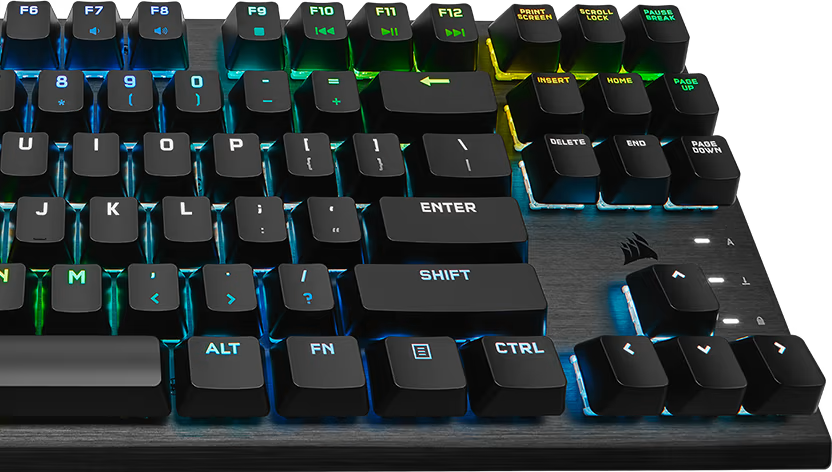 F6 F7 F8 F9 F10 F11 F12 PRINT SCREEN SCROLL LOCK PAUSE BREAK
8 * 9 ( 0 ) - _ = + INSERT HOME PAGE UP
U I O P [ { ] } \ | DELETE END PAGE DOWN
J K L ; : ' " ENTER
A
N M , < . > / ? SHIFT
ALT FN CTRL